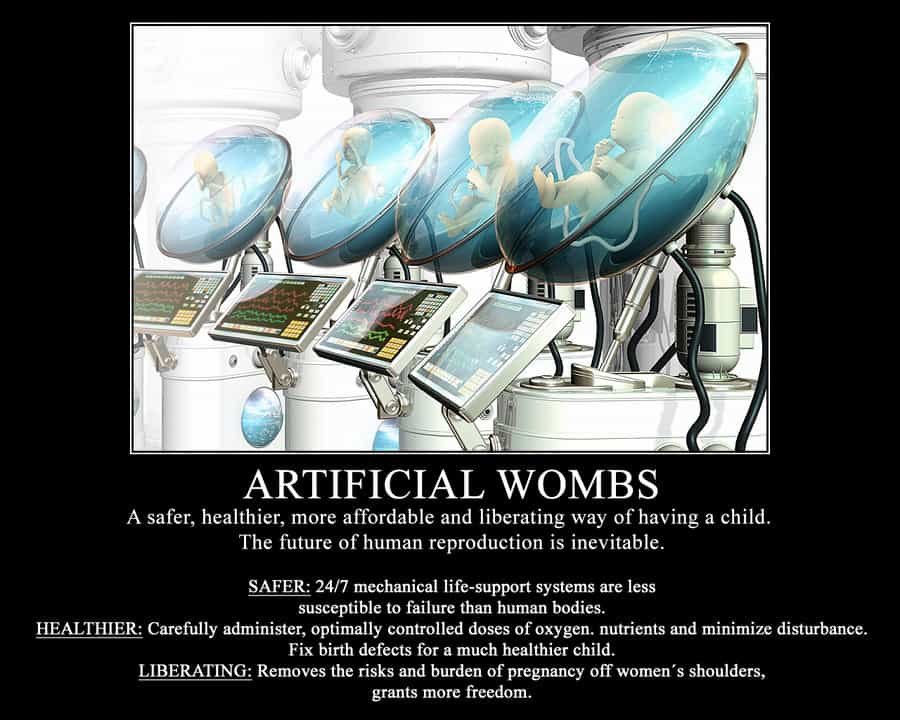 ARTIFICIAL WOMBS
A safer, healthier, more affordable and liberating way of having a child.
The future of human reproduction is inevitable.
SAFER: 24/7 mechanical life-support systems are less
susceptible to failure than human bodies.
HEALTHIER: Carefully administer, optimally controlled doses of oxygen. nutrients and minimize disturbance.
Fix birth defects for a much healthier child.
LIBERATING: Removes the risks and burden of pregnancy off women´s shoulders,
grants more freedom.